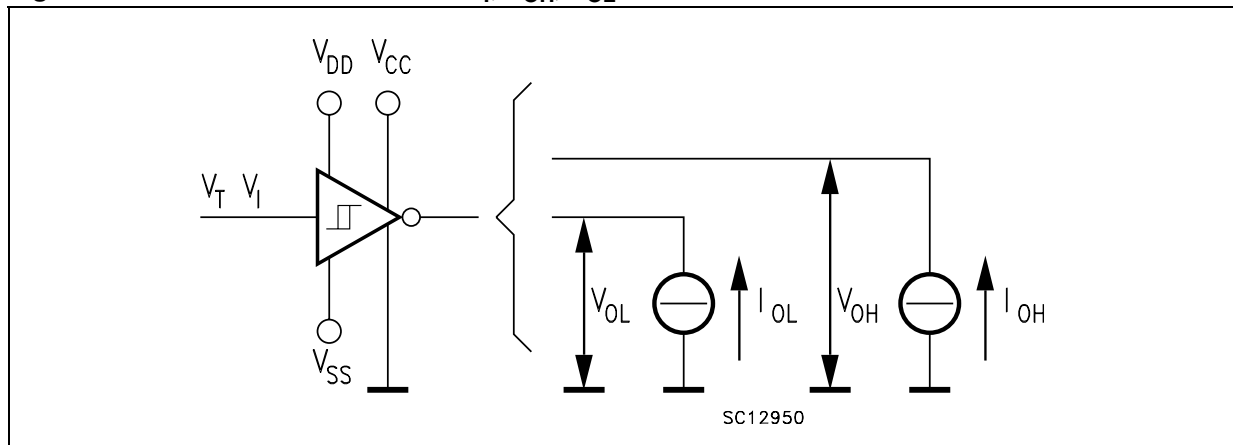 V_DD V_CC
V_T V_I
V_OL I_OL V_OH I_OH
V_SS
SC12950